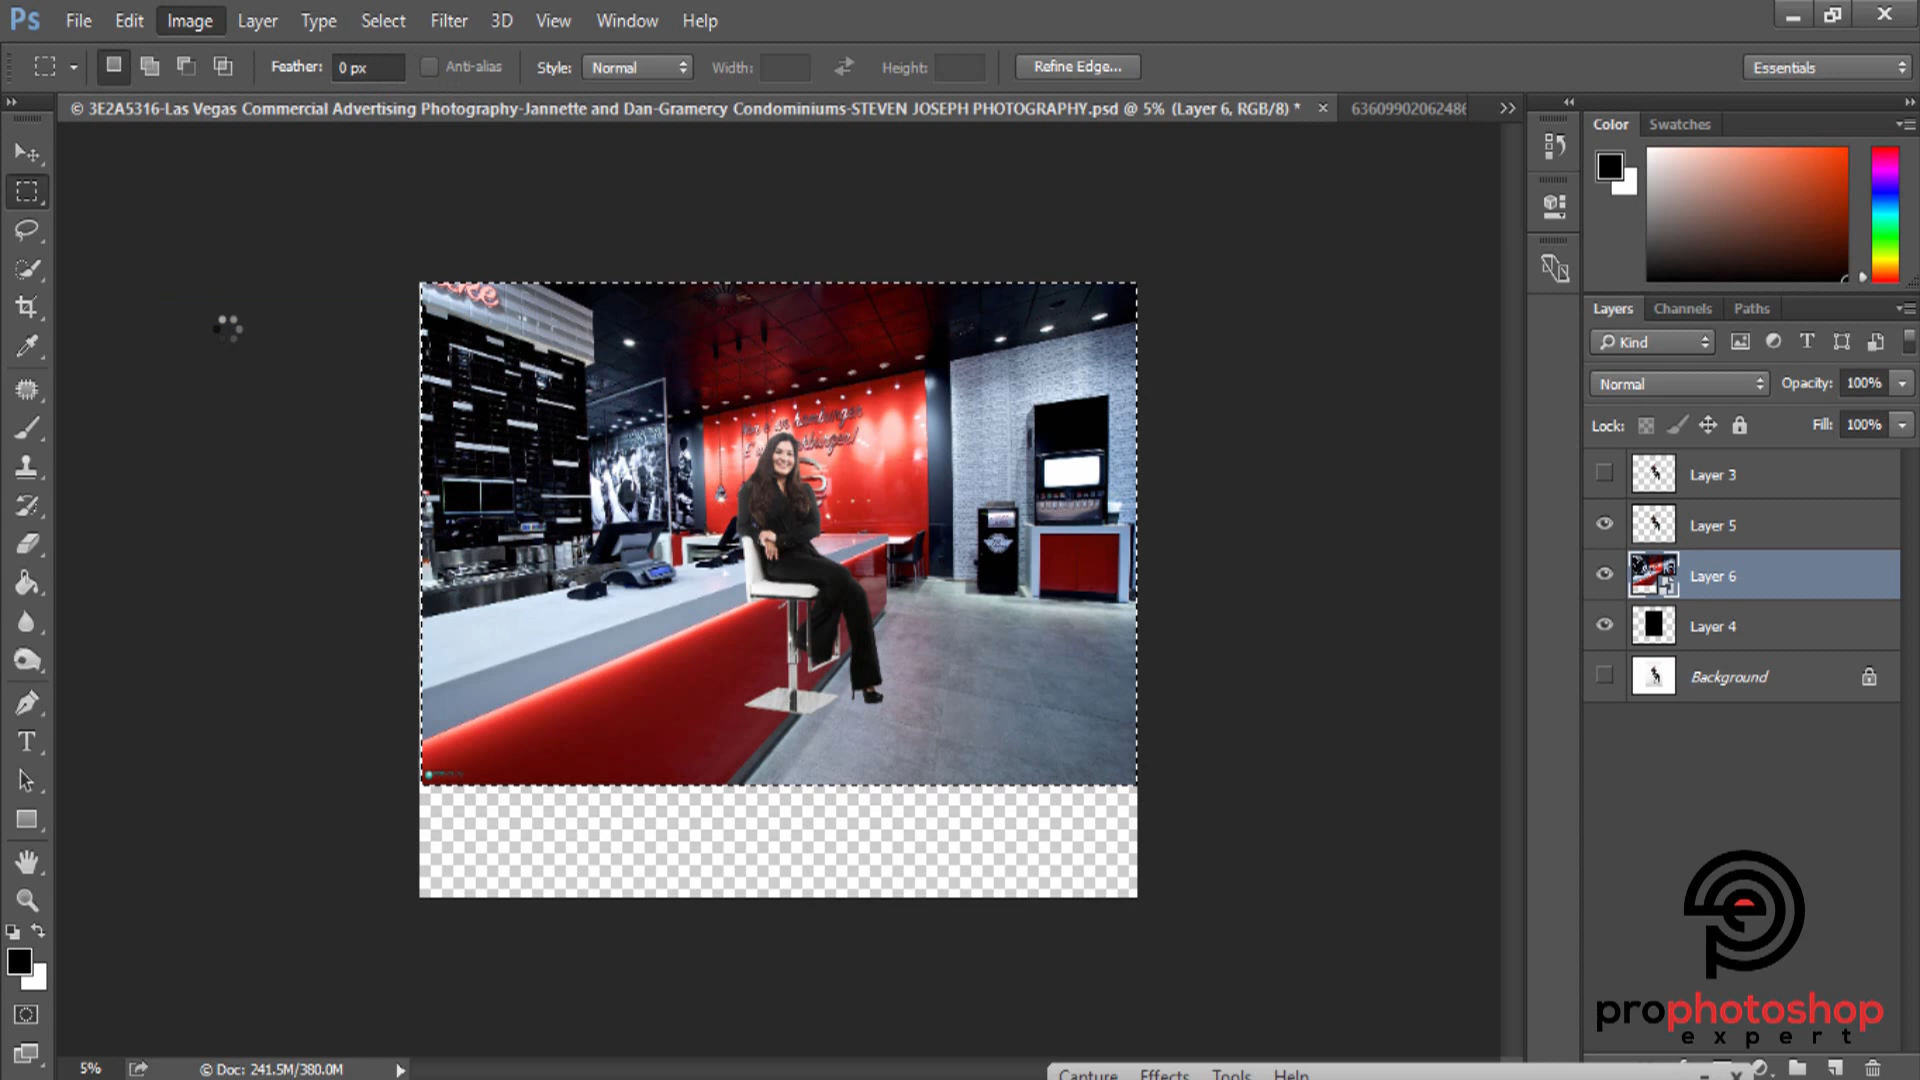 Ps File Edit Image Layer Type Select Filter 3D View Window Help
Feather: 0 px Anti-alias Style: Normal Width: Height: Refine Edge... Essentials
© 3E2A5316-Las Vegas Commercial Advertising Photography-Jannette and Dan-Gramercy Condominiums-STEVEN JOSEPH PHOTOGRAPHY.psd @ 5% (Layer 6, RGB/8) * × 63609902062486
Color Swatches
Layers Channels Paths
Kind
Normal Opacity: 100%
Lock: Fill: 100%
Layer 3
Layer 5
Layer 6
Layer 4
Background
prophotoshop
expert
5% © Doc: 241.5M/380.0M
Capture Effects Tools Help